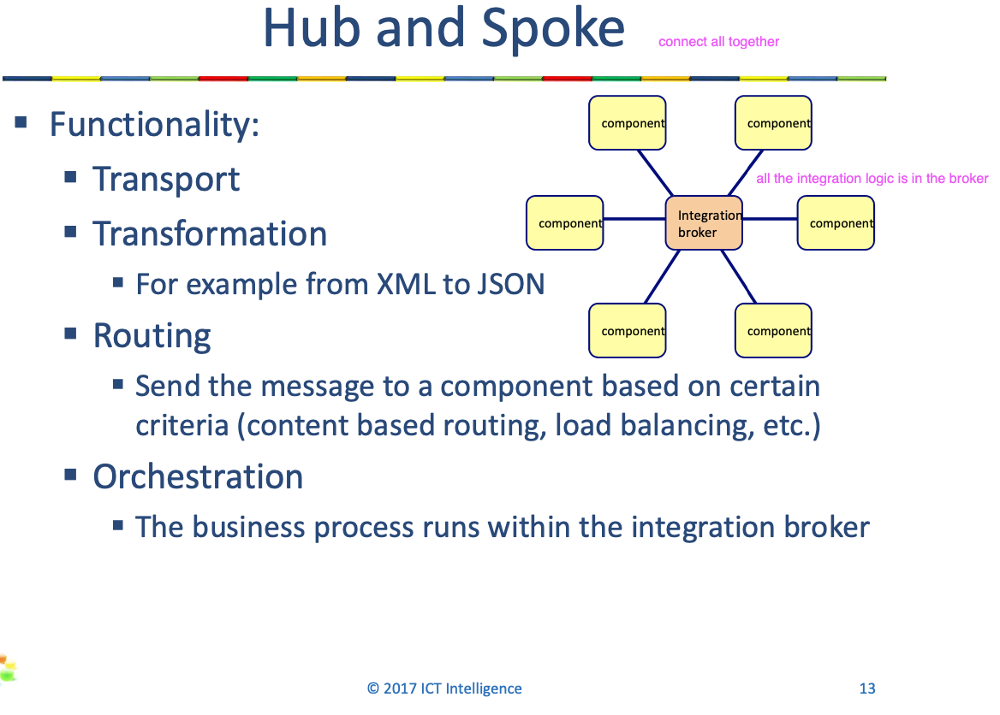 Hub and Spoke
connect all together
Functionality:
Transport
Transformation
For example from XML to JSON
Routing
Send the message to a component based on certain
criteria (content based routing, load balancing, etc.)
Orchestration
The business process runs within the integration broker
component
component
all the integration logic is in the broker
component
Integration
broker
component
component
component
© 2017 ICT Intelligence
13